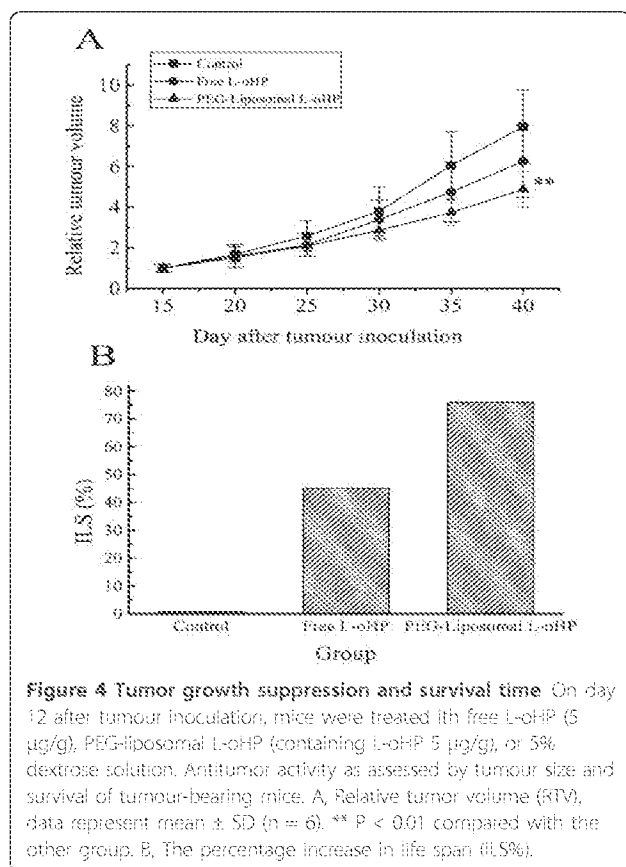 A
Control
Free L-oHP
PEG-Liposomal L-oHP
Relative tumour volume
10
8
6
4
2
0
**
15 20 25 30 35 40
Day after tumour inoculation
B
ILS (%)
80
70
60
50
40
30
20
10
0
Control Free L-oHP PEG-Liposomal L-oHP
Group
Figure 4 Tumor growth suppression and survival time On day
12 after tumour inoculation, mice were treated ith free L-oHP (5
μg/g), PEG-liposomal L-oHP (containing L-oHP 5 μg/g), or 5%
dextrose solution. Antitumor activity as assessed by tumour size and
survival of tumour-bearing mice. A, Relative tumor volume (RTV),
data represent mean ± SD (n = 6). ** P < 0.01 compared with the
other group. B, The percentage increase in life span (ILS%).